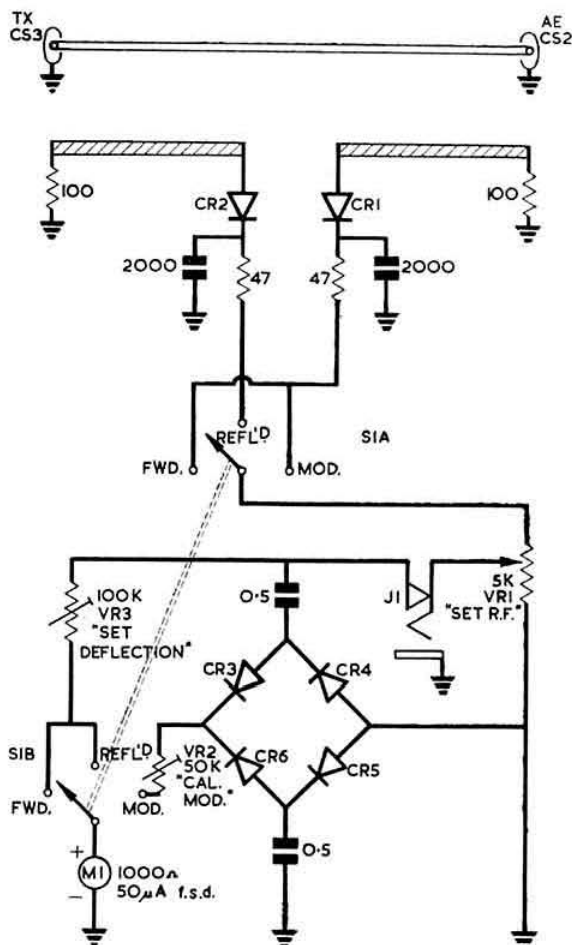 TX
CS3
AE
CS2
100
100
CR2
CR1
2000
47
47
2000
REFL'D
S1A
FWD.
MOD.
100K
VR3
"SET
DEFLECTION"
0·5
J1
5K
VR1
"SET R.F."
CR3
CR4
S1B
REFL'D
VR2
50K
"CAL.
MOD."
CR6
CR5
FWD.
MOD.
+
M1
1000Ω
50μA f.s.d.
−
0·5